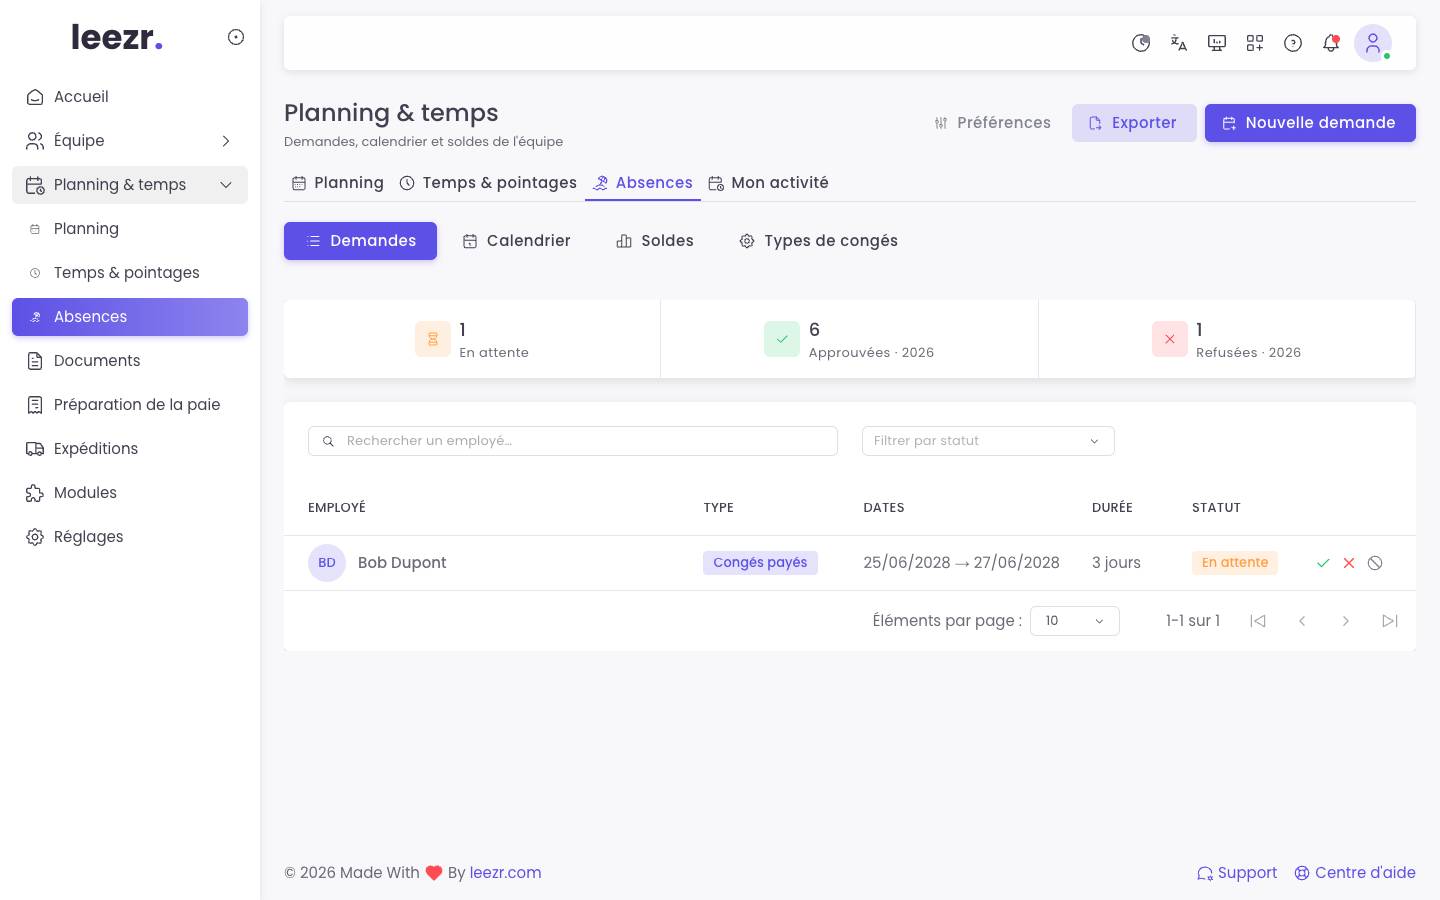 leezr.
Accueil
Équipe
Planning & temps
Planning
Temps & pointages
Absences
Documents
Préparation de la paie
Expéditions
Modules
Réglages
Planning & temps
Demandes, calendrier et soldes de l'équipe
Préférences
Exporter
Nouvelle demande
Planning
Temps & pointages
Absences
Mon activité
Demandes
Calendrier
Soldes
Types de congés
1
En attente
6
Approuvées · 2026
1
Refusées · 2026
Rechercher un employé…
Filtrer par statut
EMPLOYÉ TYPE DATES DURÉE STATUT
BD Bob Dupont Congés payés 25/06/2028 → 27/06/2028 3 jours En attente
Éléments par page : 10 1-1 sur 1
© 2026 Made With By leezr.com
Support
Centre d'aide